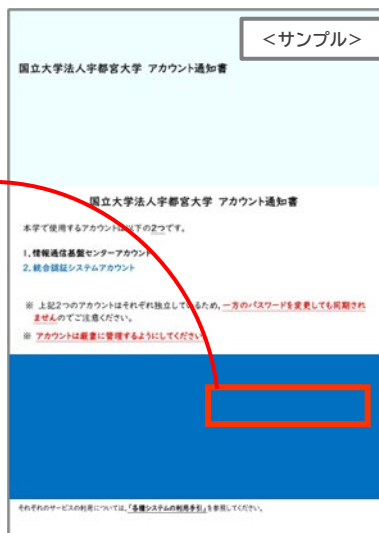 <サンプル>
国立大学法人宇都宮大学 アカウント通知書
国立大学法人宇都宮大学 アカウント通知書
本学で使用するアカウントは以下の2つです。
1. 情報通信基盤センターアカウント
2. 統合認証システムアカウント
※ 上記2つのアカウントはそれぞれ独立しているため、一方のパスワードを変更しても同期され
ませんのでご注意ください。
※ アカウントは厳重に管理するようにしてください
それぞれのサービスの利用については、「各種システムの利用手引」を参照してください。